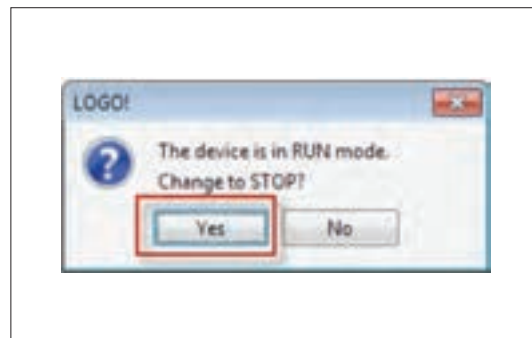 LOGO!
The device is in RUN mode.
Change to STOP?
Yes
No